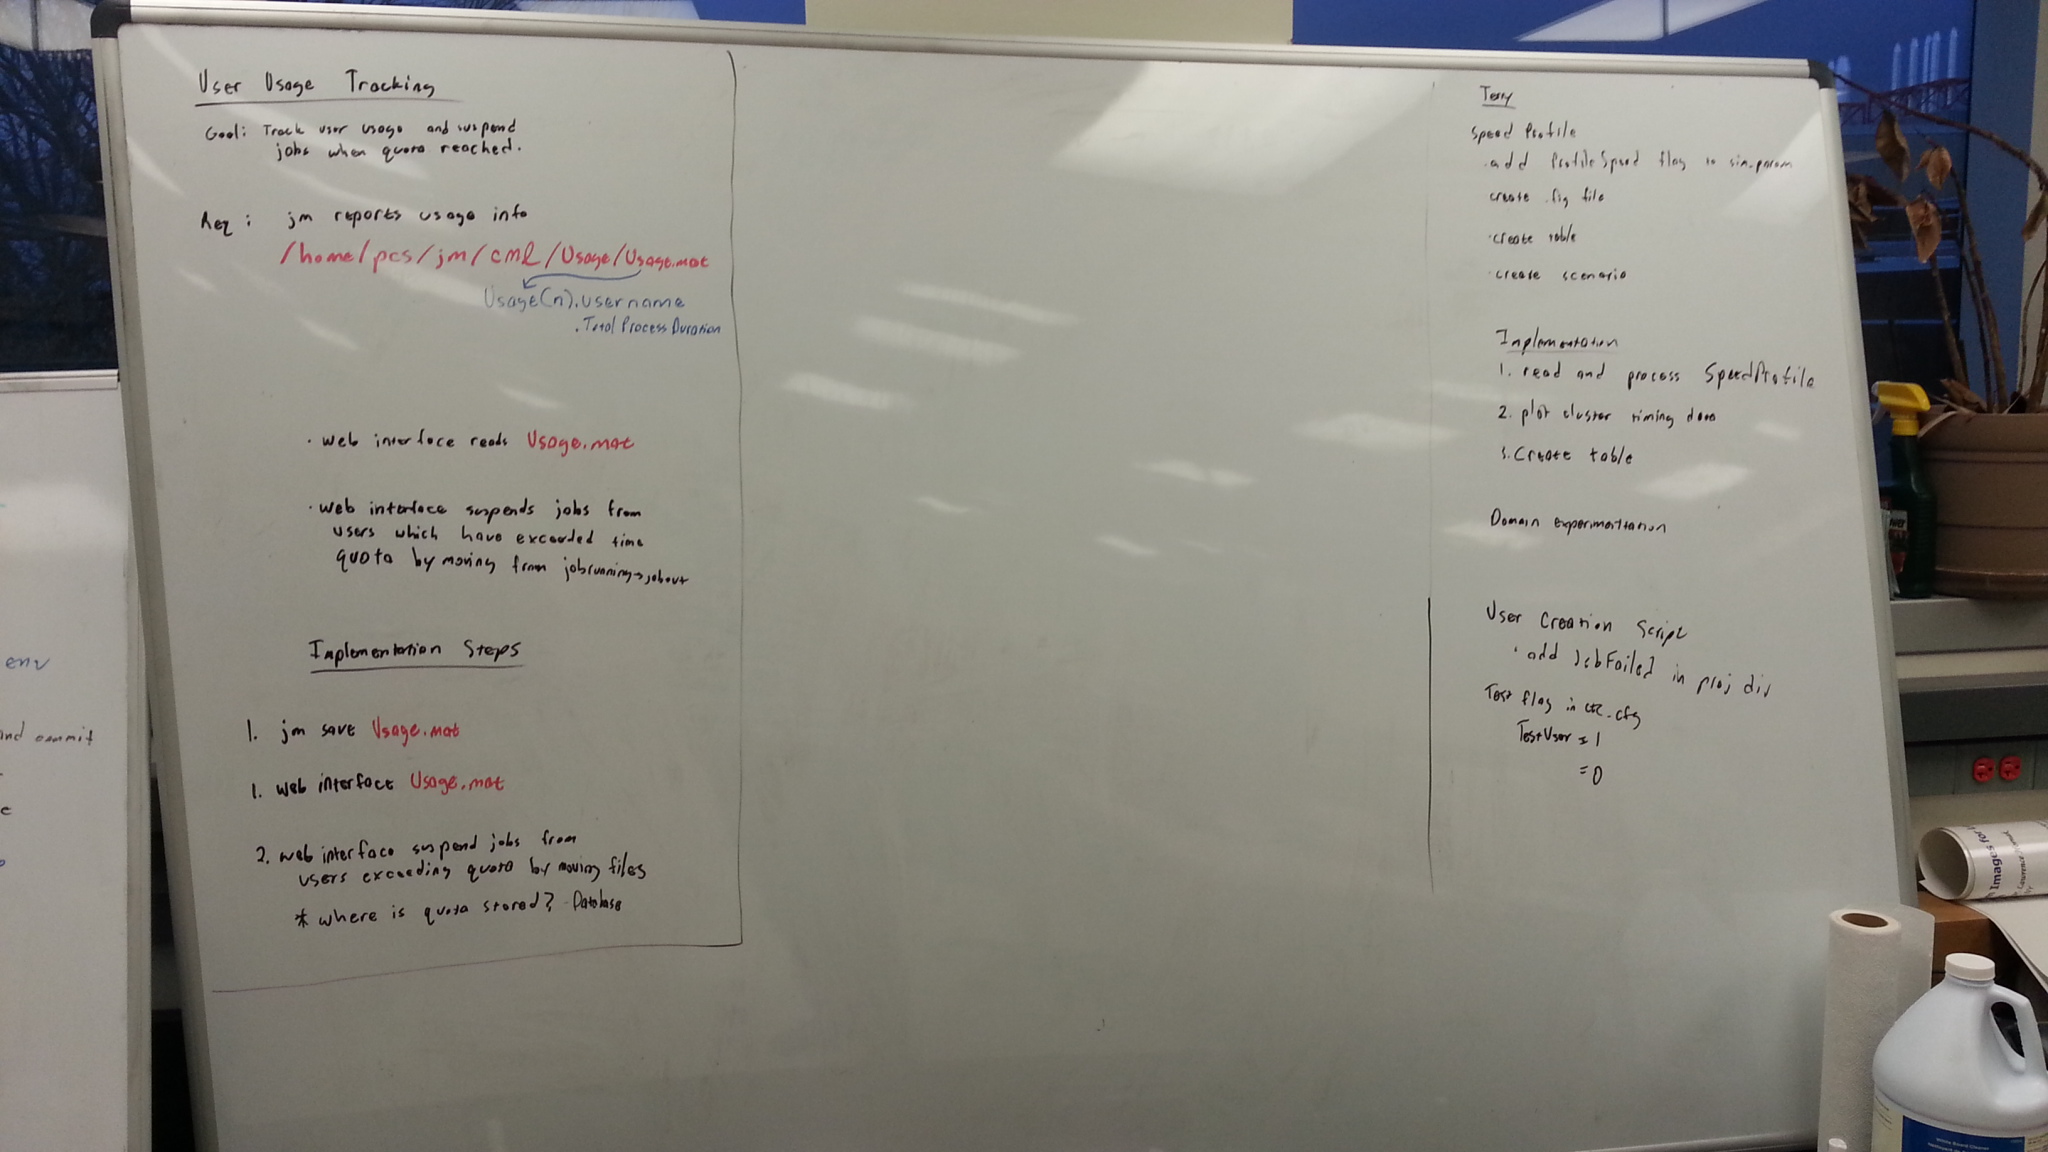 User Usage Tracking
Goal: Track user usage and suspend
jobs when quota reached.
Req: jm reports usage info
/home/pcs/jm/cml/Usage/Usage.mat
Usage(n).username
.Total Process Duration
· web interface reads Usage.mat
· web interface suspends jobs from
users which have exceeded time
quota by moving from jobrunning→jobout
Implementation Steps
1. jm save Usage.mat
1. web interface Usage.mat
2. web interface suspend jobs from
users exceeding quota by moving files
* where is quota stored? Database
Terry
Speed Profile
· add ProfileSpeed flag to sim.param
create .fig file
· create table
· create scenario
Implementation
1. read and process SpeedProfile
2. plot cluster timing data
3. Create table
Domain experimentation
User Creation Script
· add JobFailed in proj dir
Test flag in cfg
TestUser = 1
= 0
env
and commit
Images for